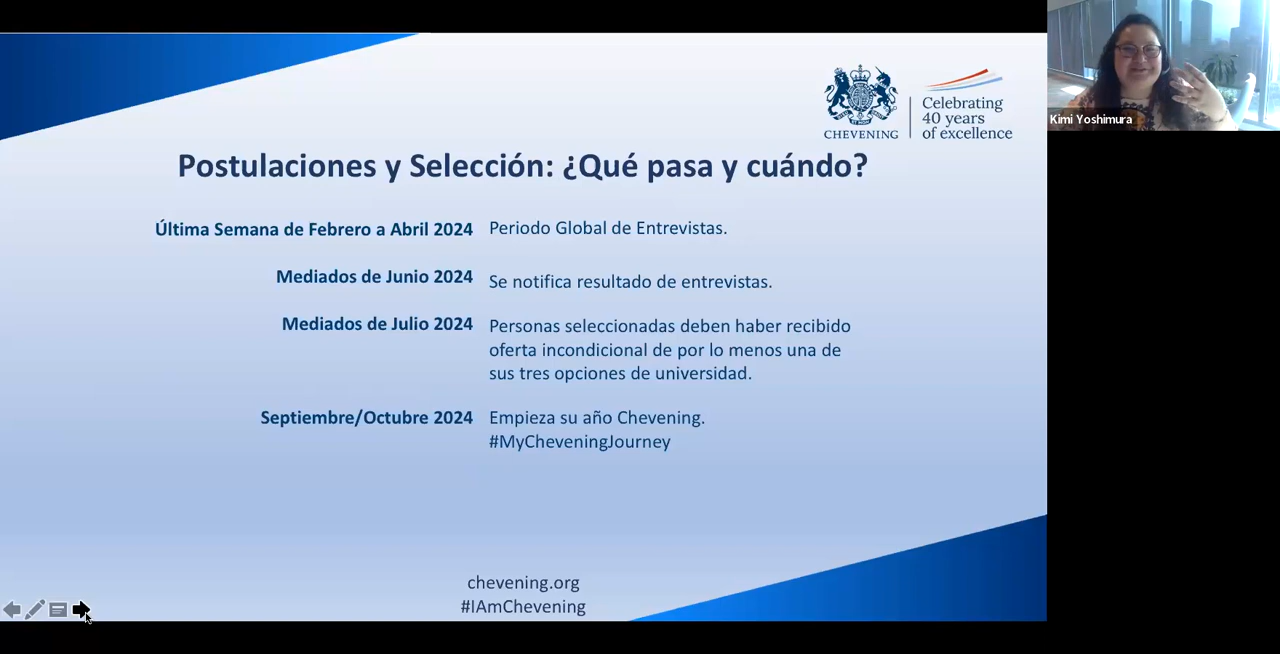 CHEVENING
Celebrating
40 years
of excellence
Kimi Yoshimura
Postulaciones y Selección: ¿Qué pasa y cuándo?
Última Semana de Febrero a Abril 2024 Periodo Global de Entrevistas.
Mediados de Junio 2024 Se notifica resultado de entrevistas.
Mediados de Julio 2024 Personas seleccionadas deben haber recibido
oferta incondicional de por lo menos una de
sus tres opciones de universidad.
Septiembre/Octubre 2024 Empieza su año Chevening.
#MyCheveningJourney
chevening.org
#IAmChevening